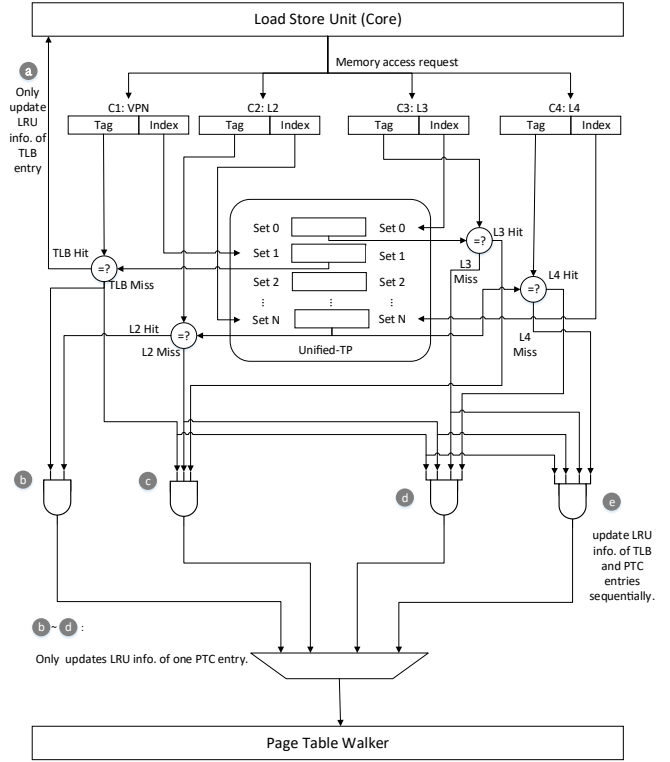 Load Store Unit (Core)
Memory access request
a
Only
update
LRU
info. of
TLB
entry
C1: VPN
C2: L2
C3: L3
C4: L4
Tag Index
Tag Index
Tag Index
Tag Index
Set 0 Set 0
Set 1 Set 1
Set 2 Set 2
⋮ ⋮ ⋮
Set N Set N
Unified-TP
TLB Hit
=?
TLB Miss
L2 Hit
=?
L2 Miss
L3 Hit
=?
L3
Miss
L4 Hit
=?
L4
Miss
b
c
d
e
update LRU
info. of TLB
and PTC
entries
sequentially.
b ~ d :
Only updates LRU info. of one PTC entry.
Page Table Walker